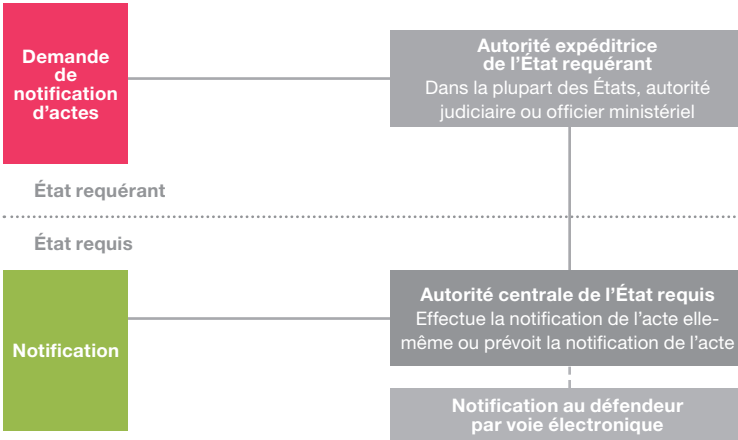 Demande
de
notification
d'actes
Autorité expéditrice
de l'État requérant
Dans la plupart des États, autorité
judiciaire ou officier ministériel
État requérant
État requis
Notification
Autorité centrale de l'État requis
Effectue la notification de l'acte elle-
même ou prévoit la notification de l'acte
Notification au défendeur
par voie électronique